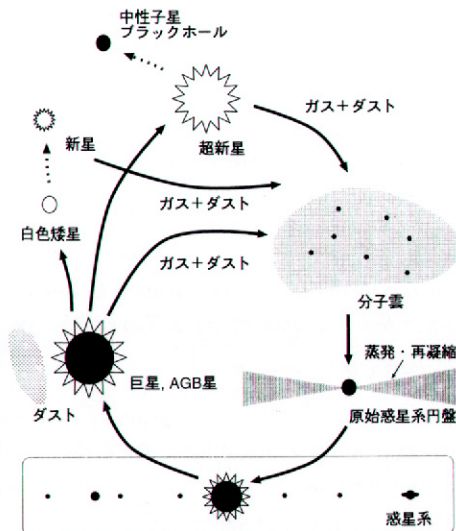 中性子星
ブラックホール
超新星
ガス＋ダスト
新星
ガス＋ダスト
白色矮星
ガス＋ダスト
分子雲
巨星, AGB星
ダスト
蒸発・再凝縮
原始惑星系円盤
惑星系